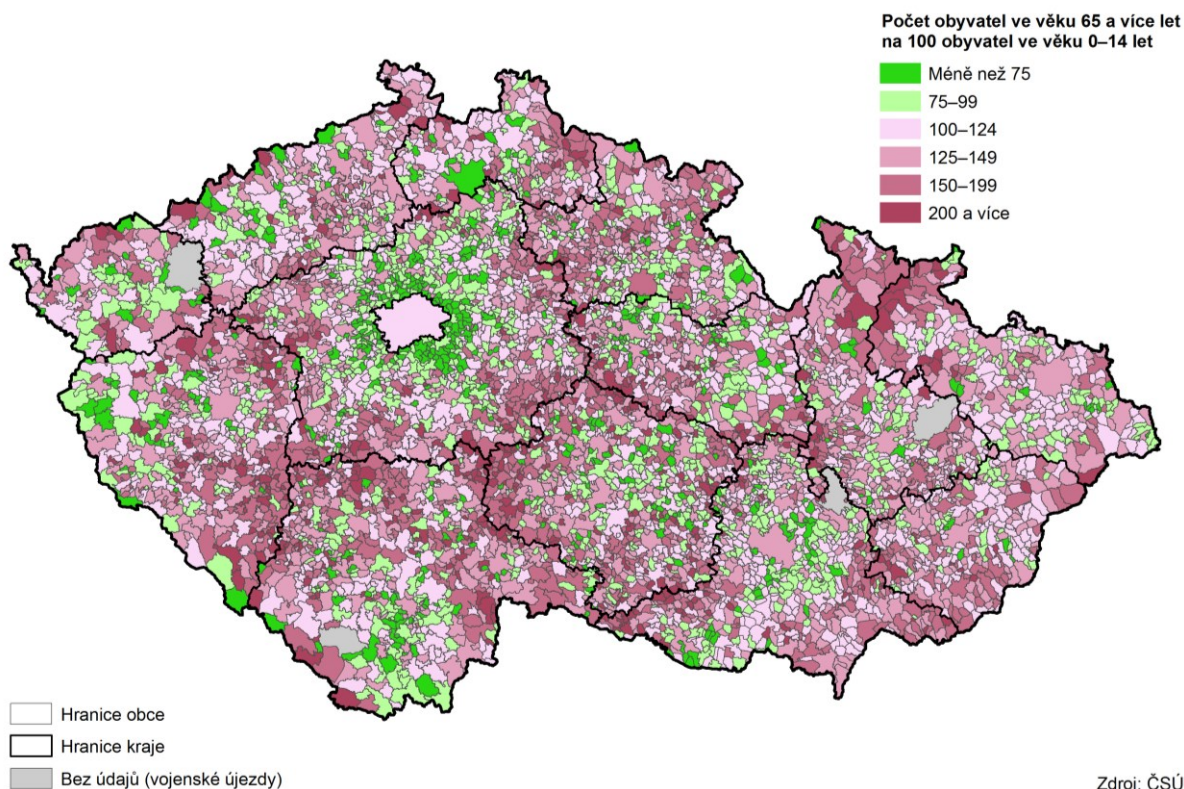 Počet obyvatel ve věku 65 a více let
na 100 obyvatel ve věku 0–14 let
Méně než 75
75–99
100–124
125–149
150–199
200 a více
Hranice obce
Hranice kraje
Bez údajů (vojenské újezdy)
Zdroj: ČSÚ